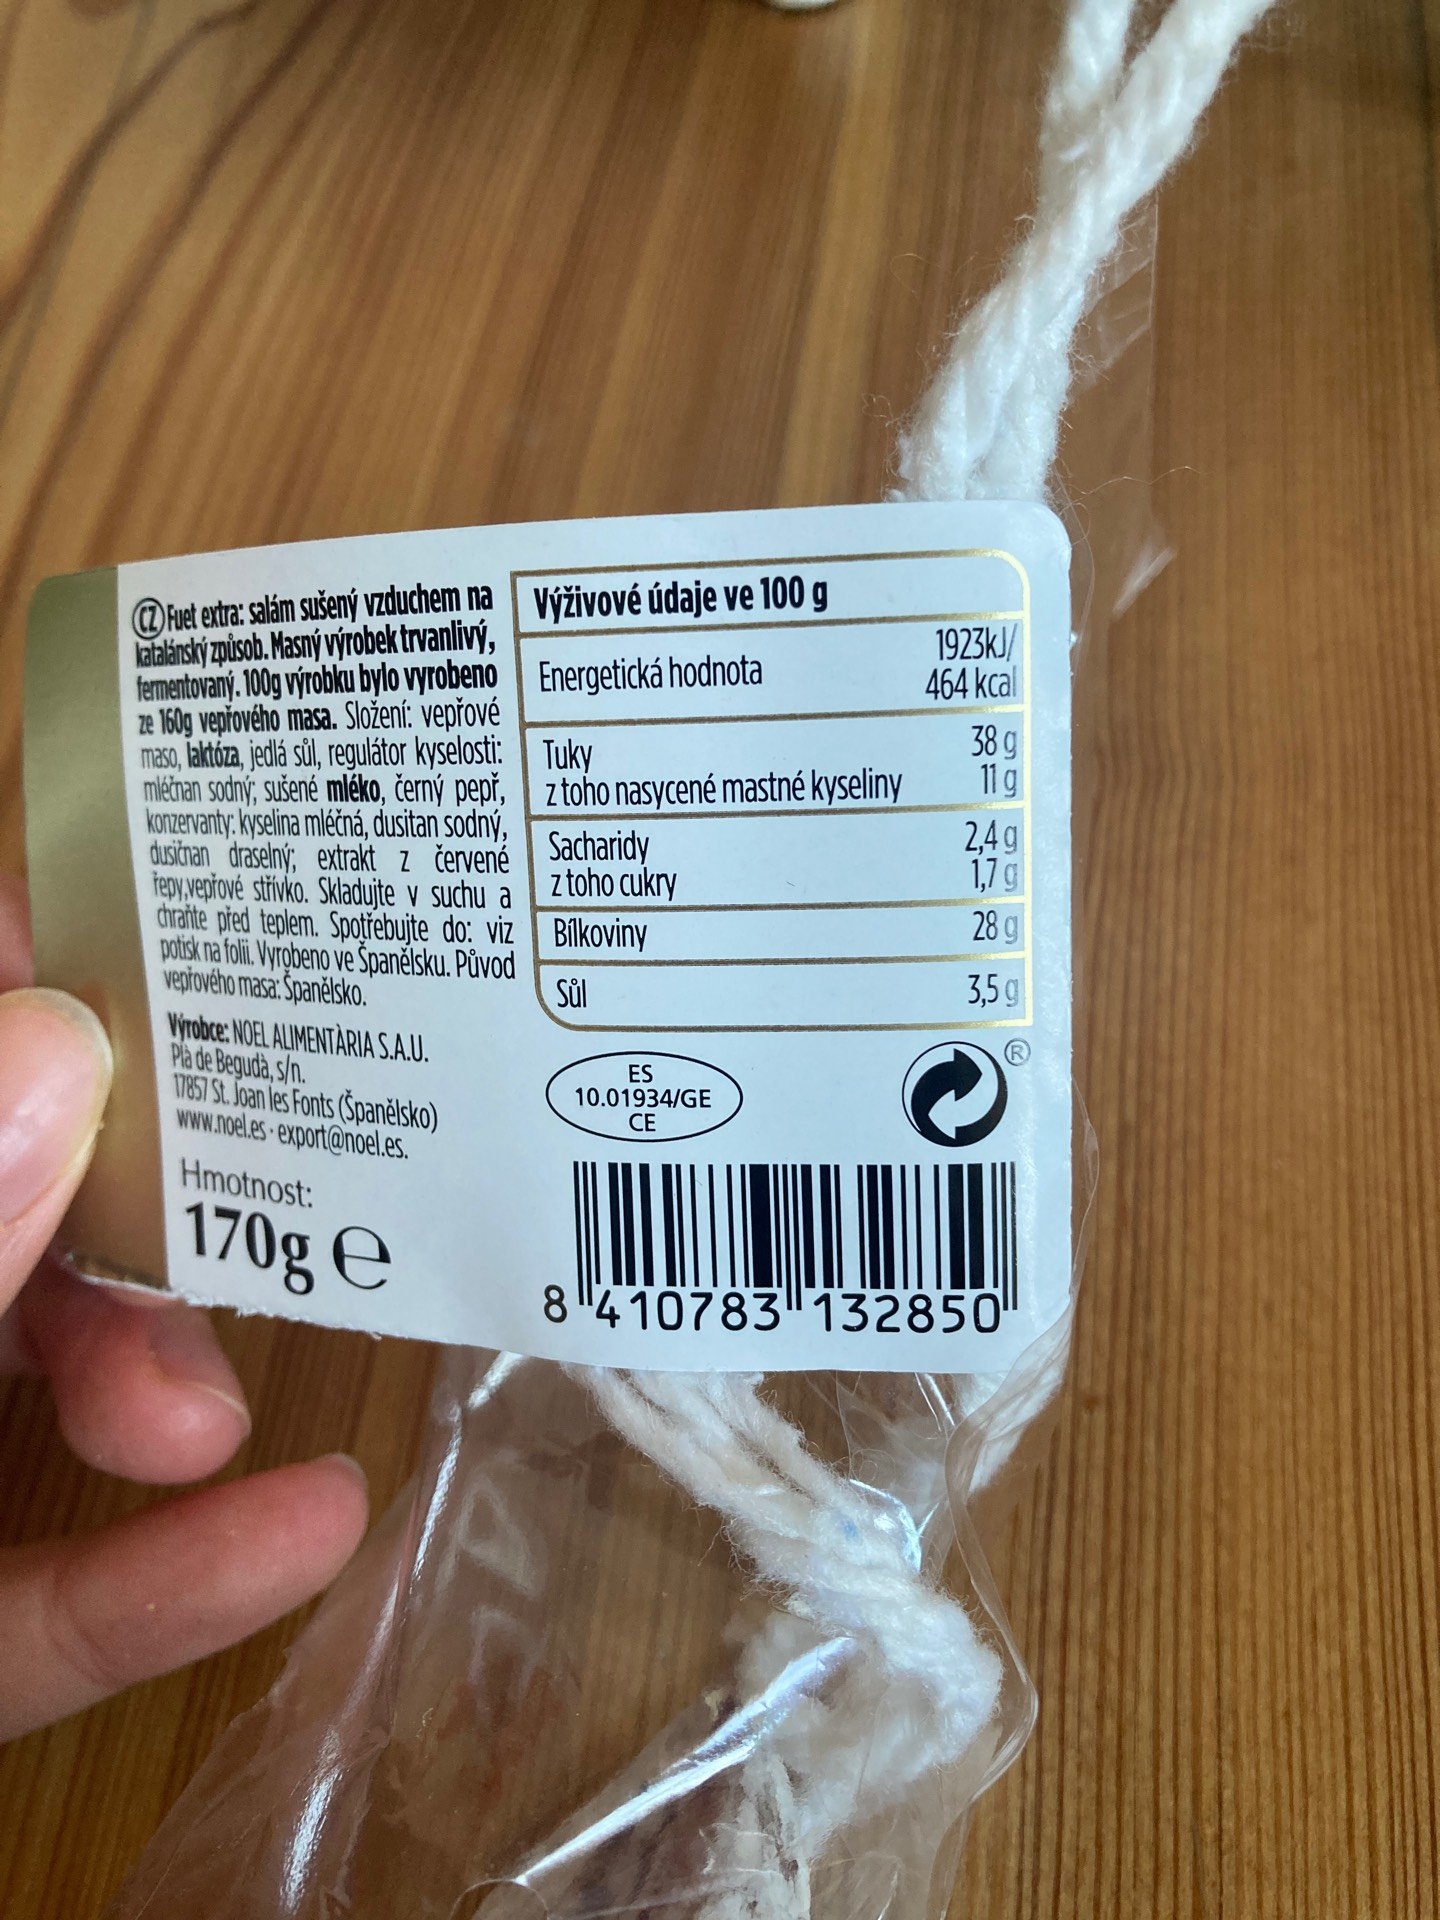 CZ Fuet extra: salám sušený vzduchem na
katalánský způsob. Masný výrobek trvanlivý,
fermentovaný. 100g výrobku bylo vyrobeno
ze 160g vepřového masa. Složení: vepřové
maso, laktóza, jedlá sůl, regulátor kyselosti:
mléčnan sodný; sušené mléko, černý pepř,
konzervanty: kyselina mléčná, dusitan sodný,
dusičnan draselný; extrakt z červené
řepy,vepřové střívko. Skladujte v suchu a
chraňte před teplem. Spotřebujte do: viz
potisk na folii. Vyrobeno ve Španělsku. Původ
vepřového masa: Španělsko.
Výrobce: NOEL ALIMENTÀRIA S.A.U.
Plà de Begudà, s/n.
17857 St. Joan les Fonts (Španělsko)
www.noel.es · export@noel.es.
Hmotnost:
170g ℮
Výživové údaje ve 100 g
Energetická hodnota 1923kJ/
464 kcal
Tuky 38 g
z toho nasycené mastné kyseliny 11 g
Sacharidy 2,4 g
z toho cukry 1,7 g
Bílkoviny 28 g
Sůl 3,5 g
ES
10.01934/GE
CE
®
8 410783 132850